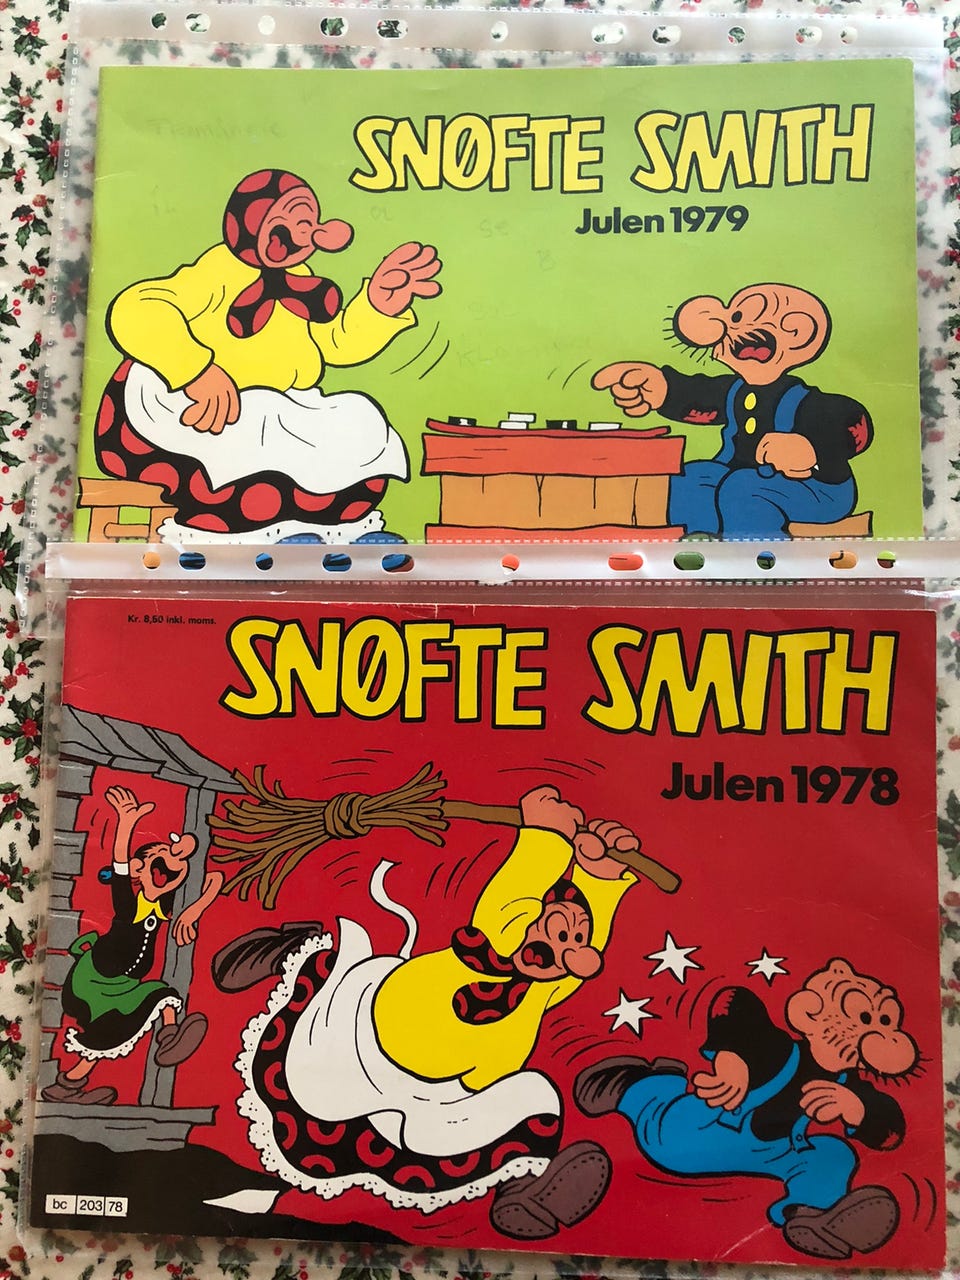 SNØFTE SMITH
Julen 1979
Kr. 8,50 inkl. moms.
SNØFTE SMITH
Julen 1978
bc 203 78